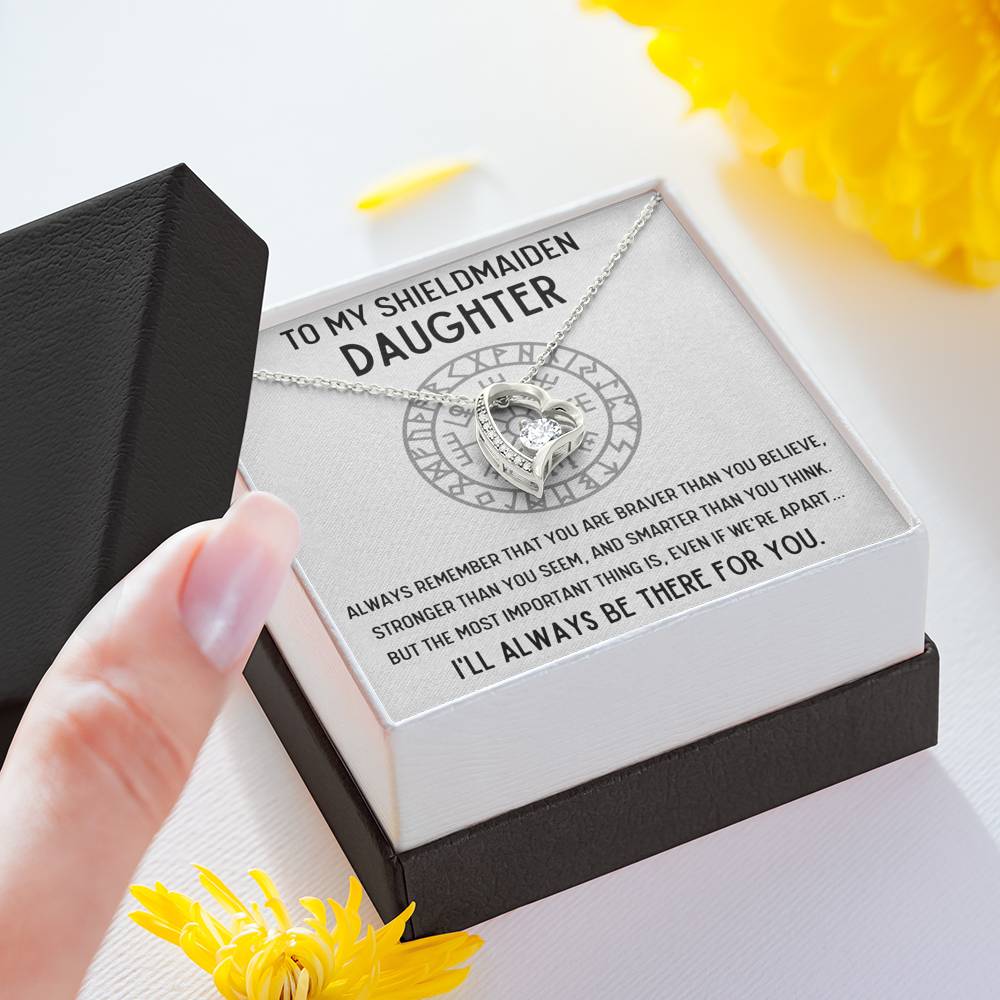 TO MY SHIELDMAIDEN
DAUGHTER
ALWAYS REMEMBER THAT YOU ARE BRAVER THAN YOU BELIEVE,
STRONGER THAN YOU SEEM, AND SMARTER THAN YOU THINK.
BUT THE MOST IMPORTANT THING IS, EVEN IF WE'RE APART...
I'LL ALWAYS BE THERE FOR YOU.